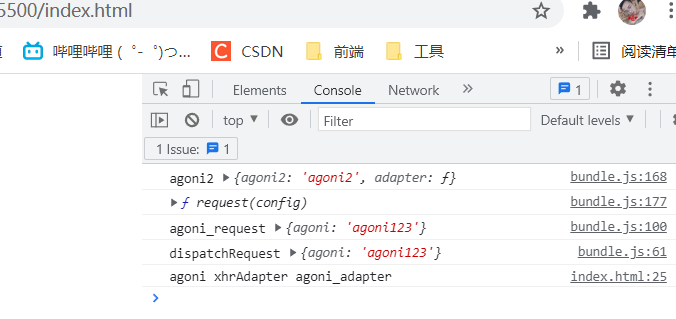 5500/index.html
哔哩哔哩 (゜-゜)つ... CSDN 前端 工具 » 阅读清单
Elements Console Network » 1
top Filter Default levels
1 Issue: 1
agoni2 {agoni2: 'agoni2', adapter: ƒ} bundle.js:168
ƒ request(config) bundle.js:177
agoni_request {agoni: 'agoni123'} bundle.js:100
dispatchRequest {agoni: 'agoni123'} bundle.js:61
agoni xhrAdapter agoni_adapter index.html:25